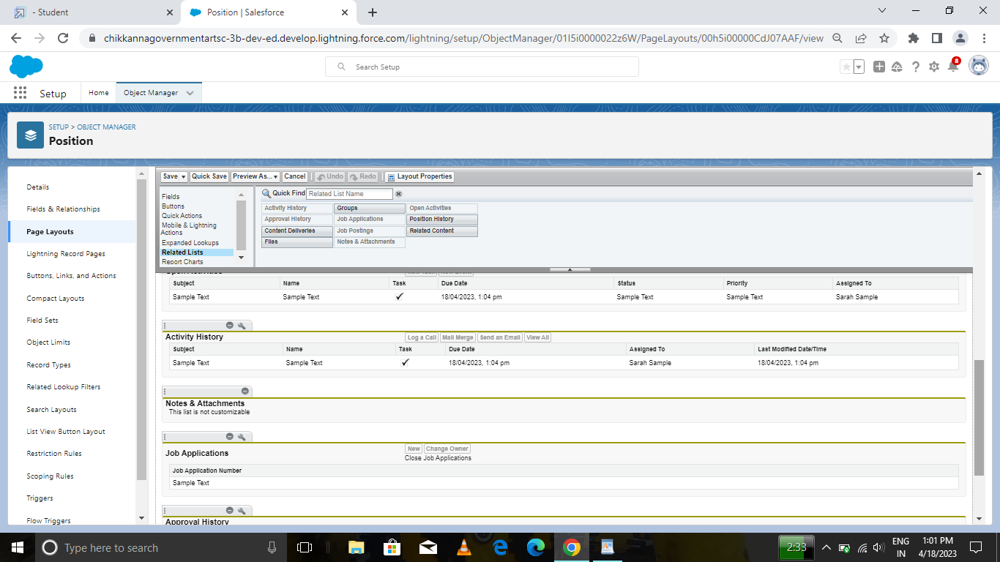 - Student
Position | Salesforce
chikkannagovernmentartsc-3b-dev-ed.develop.lightning.force.com/lightning/setup/ObjectManager/01I5i0000022z6W/PageLayouts/00h5i00000CdJ07AAF/view
Search Setup
8
Setup
Home
Object Manager
SETUP > OBJECT MANAGER
Position
Details
Fields & Relationships
Page Layouts
Lightning Record Pages
Buttons, Links, and Actions
Compact Layouts
Field Sets
Object Limits
Record Types
Related Lookup Filters
Search Layouts
List View Button Layout
Restriction Rules
Scoping Rules
Triggers
Flow Triggers
Save Quick Save Preview As... Cancel Undo Redo Layout Properties
Fields
Buttons
Quick Actions
Mobile & Lightning
Actions
Expanded Lookups
Related Lists
Report Charts
Quick Find Related List Name
Activity History Groups Open Activities
Approval History Job Applications Position History
Content Deliveries Job Postings Related Content
Files Notes & Attachments
Open Activities New Task New Event
Subject Name Task Due Date Status Priority Assigned To
Sample Text Sample Text ✓ 18/04/2023, 1:04 pm Sample Text Sample Text Sarah Sample
Activity History Log a Call Mail Merge Send an Email View All
Subject Name Task Due Date Assigned To Last Modified Date/Time
Sample Text Sample Text ✓ 18/04/2023, 1:04 pm Sarah Sample 18/04/2023, 1:04 pm
Notes & Attachments
This list is not customizable
Job Applications New Change Owner
Close Job Applications
Job Application Number
Sample Text
Approval History
Type here to search
2:33
ENG
IN
1:01 PM
4/18/2023